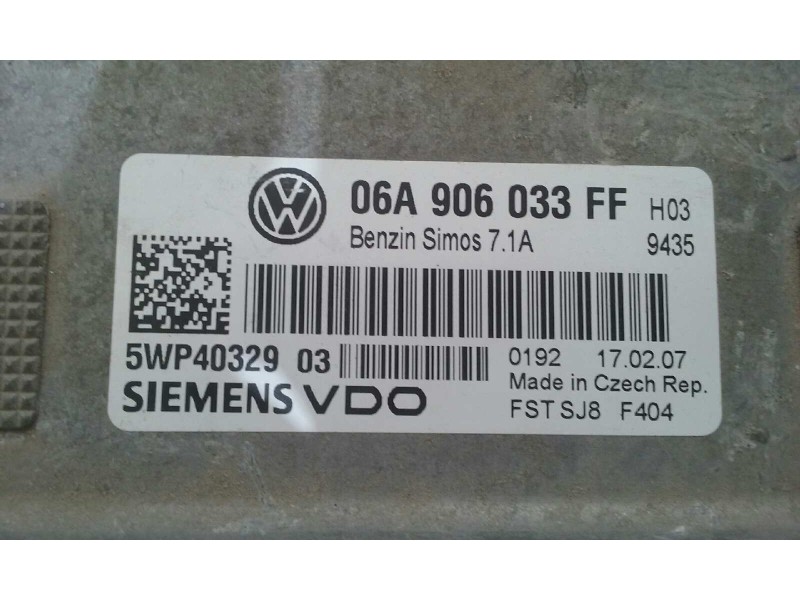 06A 906 033 FF H03
Benzin Simos 7.1A 9435
5WP40329 03 0192 17.02.07
Made in Czech Rep.
SIEMENS VDO FST SJ8 F404